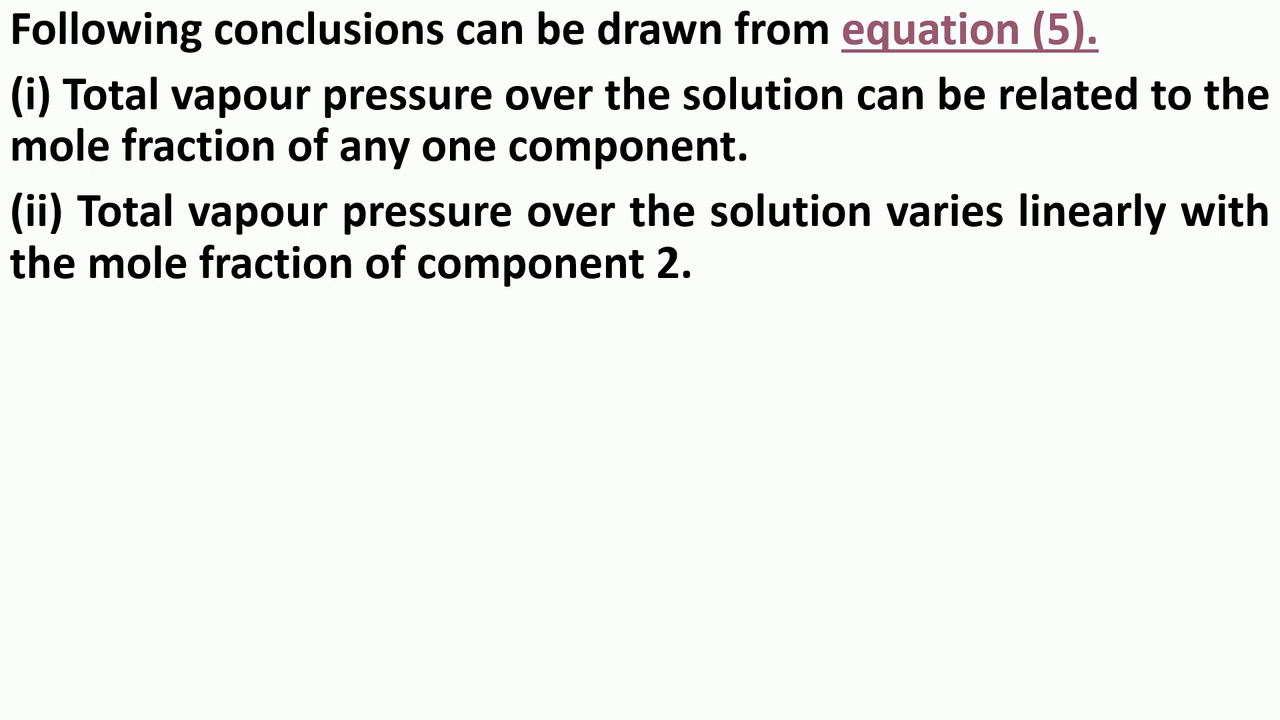 Following conclusions can be drawn from equation (5).
(i) Total vapour pressure over the solution can be related to the
mole fraction of any one component.
(ii) Total vapour pressure over the solution varies linearly with
the mole fraction of component 2.